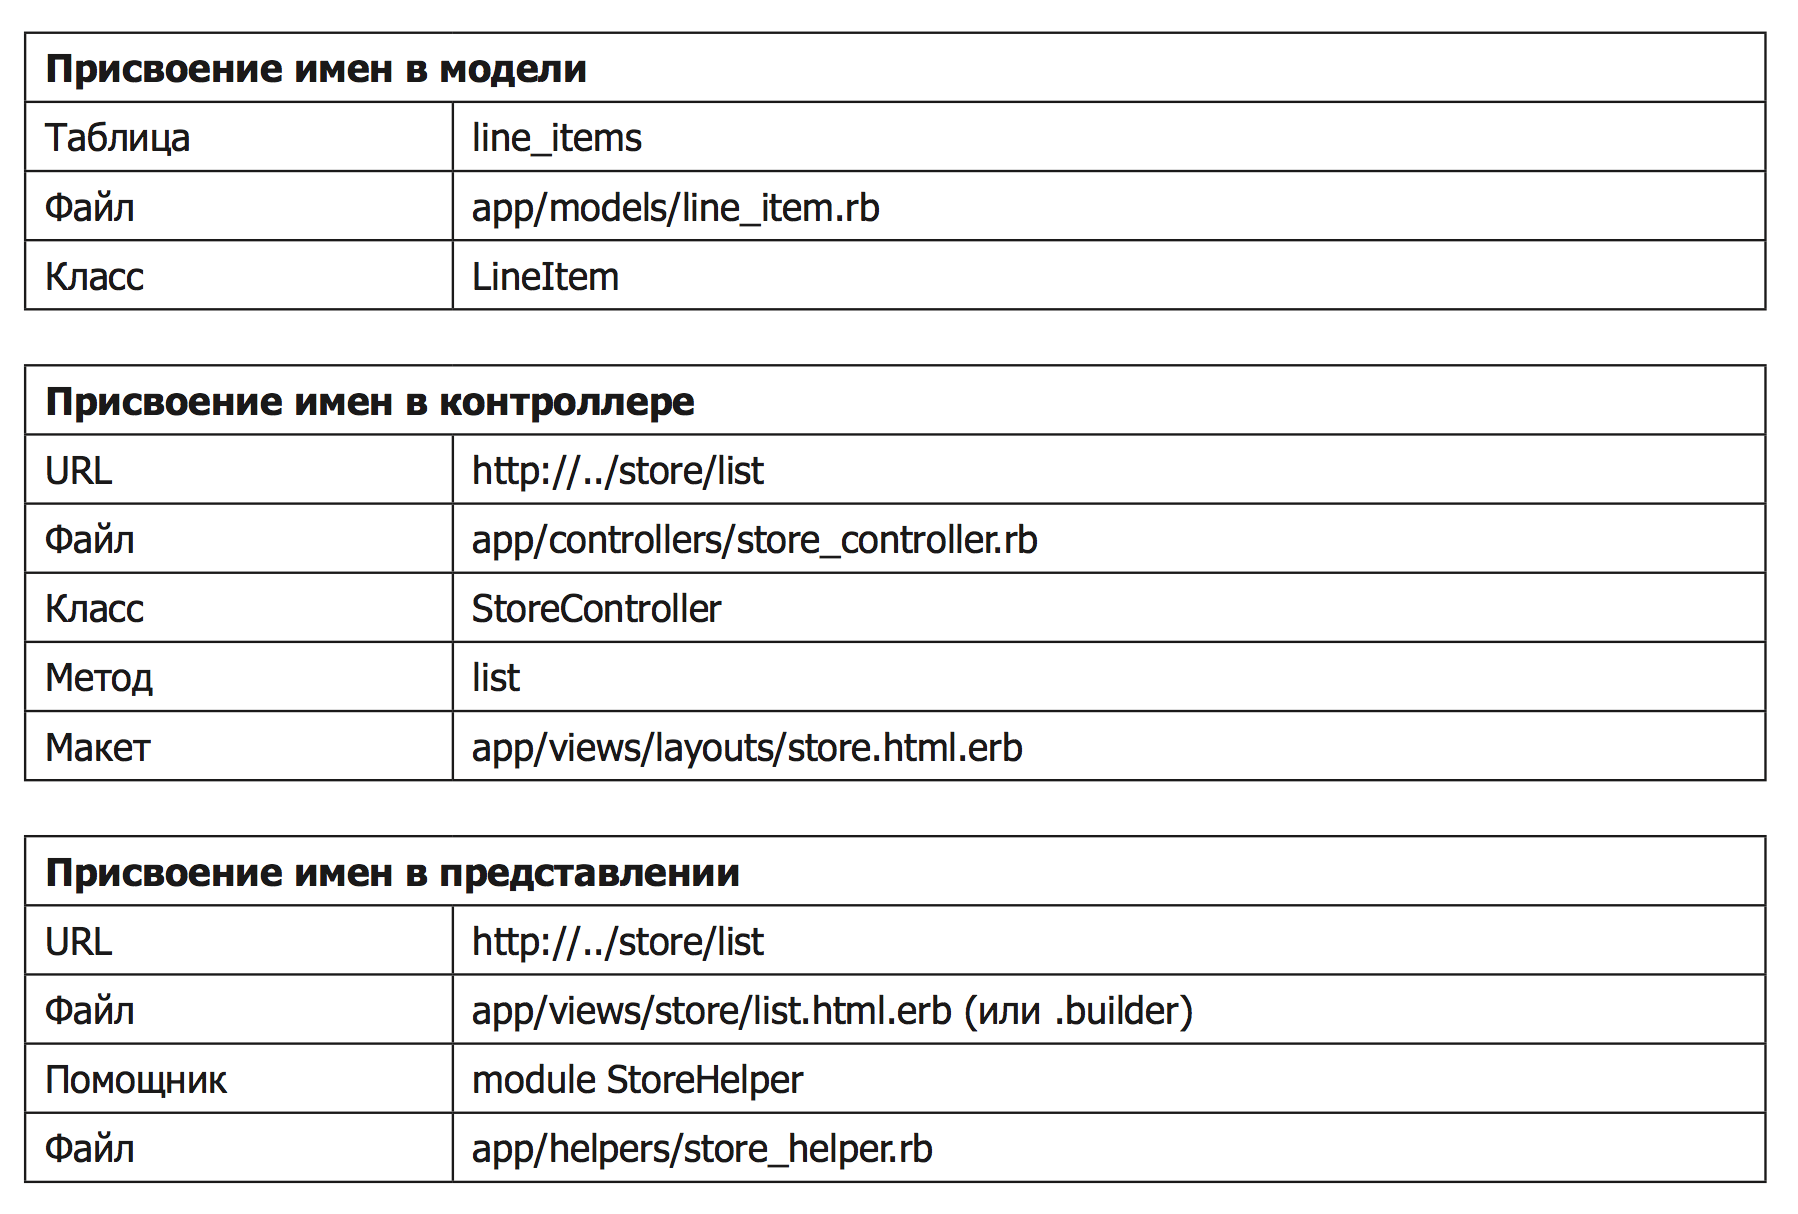 Присвоение имен в модели
Таблица line_items
Файл app/models/line_item.rb
Класс LineItem
Присвоение имен в контроллере
URL http://../store/list
Файл app/controllers/store_controller.rb
Класс StoreController
Метод list
Макет app/views/layouts/store.html.erb
Присвоение имен в представлении
URL http://../store/list
Файл app/views/store/list.html.erb (или .builder)
Помощник module StoreHelper
Файл app/helpers/store_helper.rb